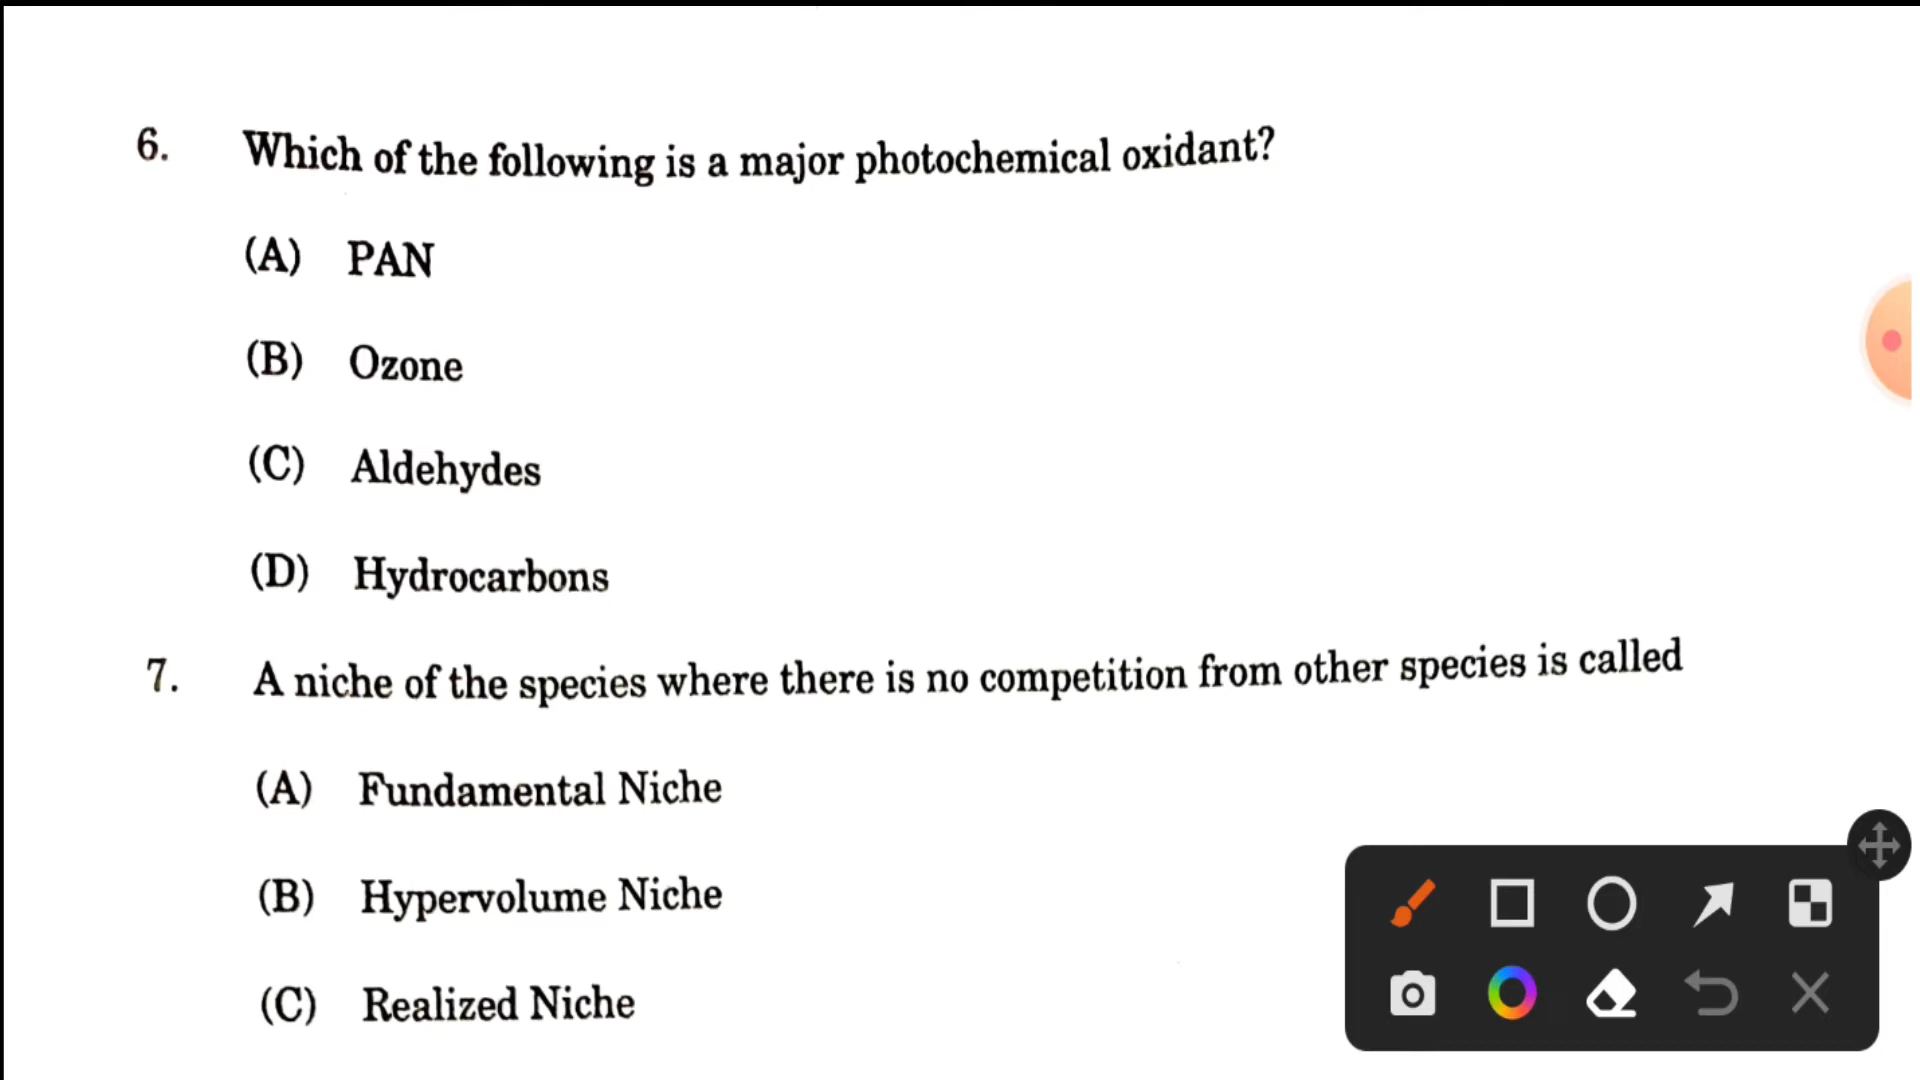 6. Which of the following is a major photochemical oxidant?
(A) PAN
(B) Ozone
(C) Aldehydes
(D) Hydrocarbons
7. A niche of the species where there is no competition from other species is called
(A) Fundamental Niche
(B) Hypervolume Niche
(C) Realized Niche